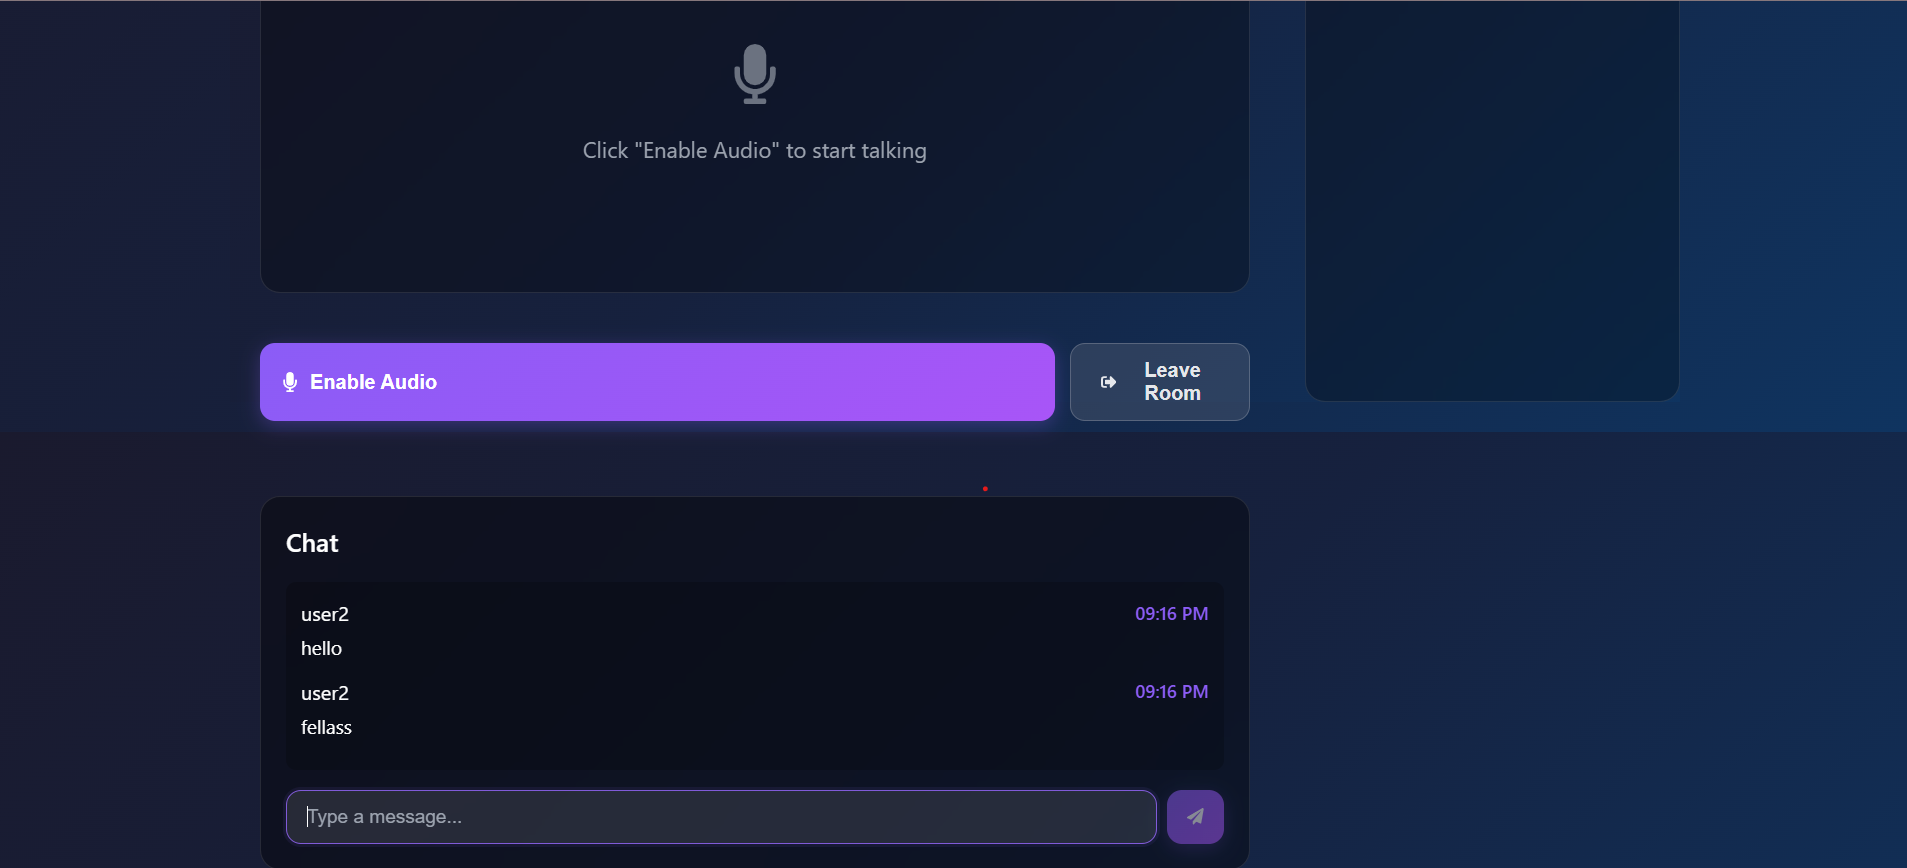 Click "Enable Audio" to start talking
Enable Audio
Leave
Room
Chat
user2 09:16 PM
hello
user2 09:16 PM
fellass
Type a message...